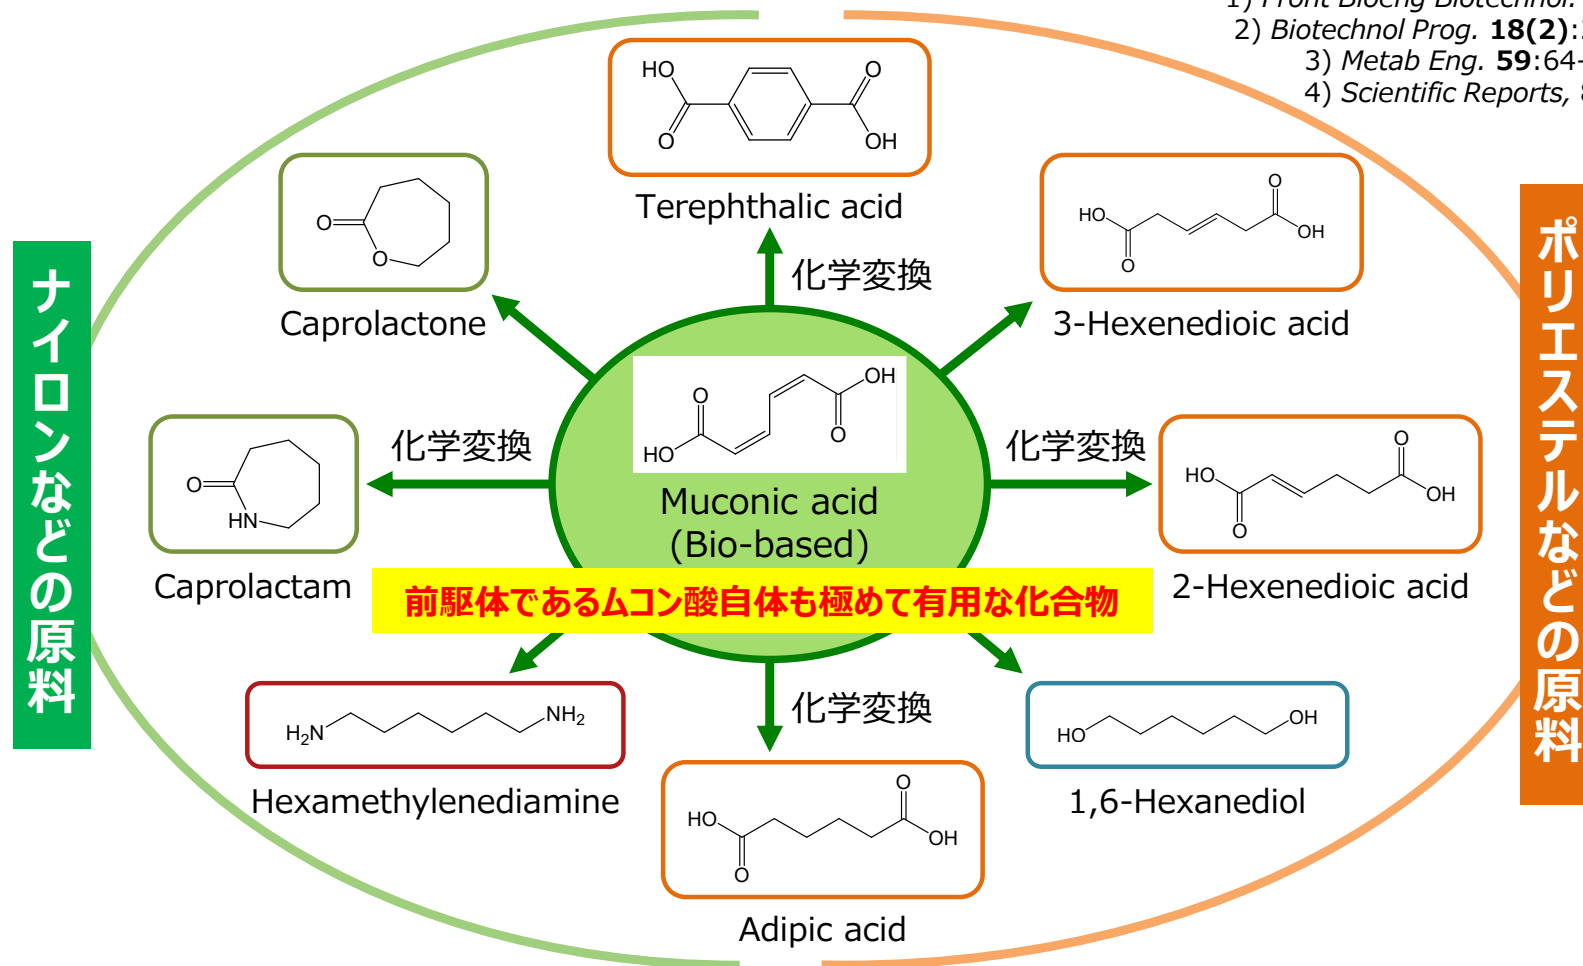 1) Front Bioeng Biotechnol.
2) Biotechnol Prog. 18(2):
3) Metab Eng. 59:64-
4) Scientific Reports,
HO
O
O
OH
Terephthalic acid
O
O
Caprolactone
化学変換
HO
O
O
OH
3-Hexenedioic acid
ナイロンなどの原料
ポリエステルなどの原料
O
HO
OH
O
Muconic acid
(Bio-based)
化学変換
O
HN
Caprolactam
化学変換
HO
O
O
OH
2-Hexenedioic acid
前駆体であるムコン酸自体も極めて有用な化合物
H2N
NH2
Hexamethylenediamine
化学変換
HO
O
O
OH
Adipic acid
HO
OH
1,6-Hexanediol